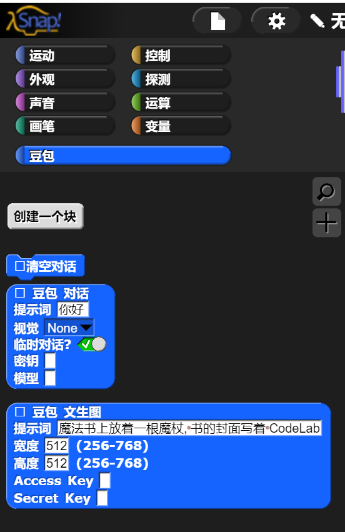 Snap!
无
运动 控制
外观 探测
声音 运算
画笔 变量
豆包
创建一个块
清空对话
豆包 对话
提示词 你好
视觉 None
临时对话?
密钥
模型
豆包 文生图
提示词 魔法书上放着一根魔杖,书的封面写着 CodeLab
宽度 512 (256-768)
高度 512 (256-768)
Access Key
Secret Key